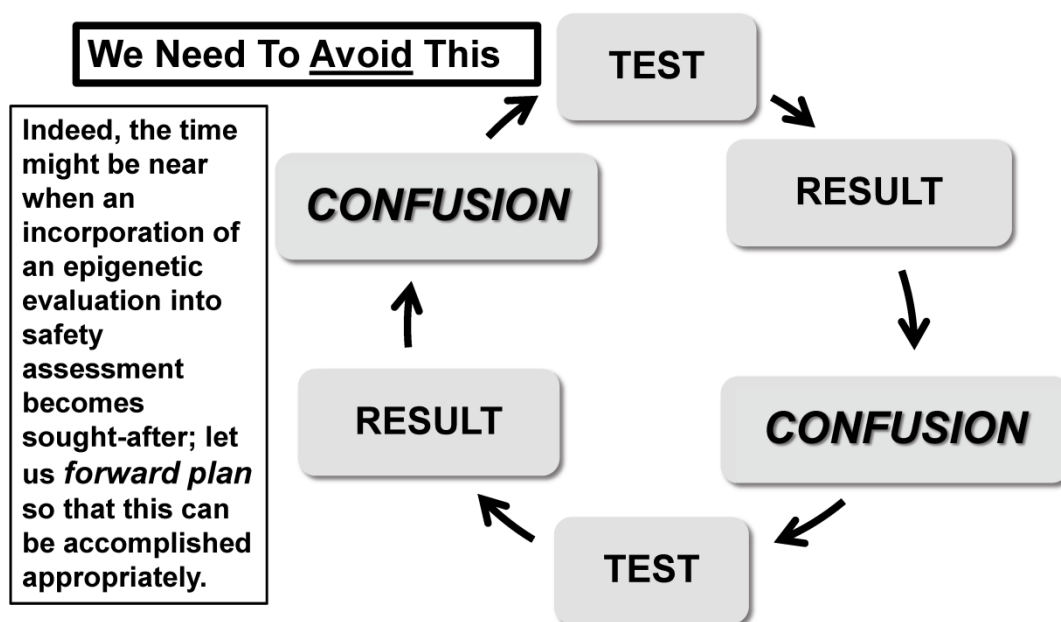 We Need To Avoid This
Indeed, the time
might be near
when an
incorporation of
an epigenetic
evaluation into
safety
assessment
becomes
sought-after; let
us forward plan
so that this can
be accomplished
appropriately.
TEST
RESULT
CONFUSION
TEST
RESULT
CONFUSION